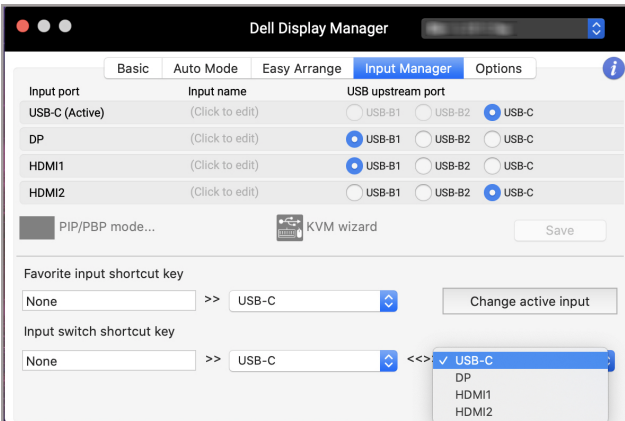 Dell Display Manager
Basic Auto Mode Easy Arrange Input Manager Options i
Input port Input name USB upstream port
USB-C (Active) (Click to edit) USB-B1 USB-B2 USB-C
DP (Click to edit) USB-B1 USB-B2 USB-C
HDMI1 (Click to edit) USB-B1 USB-B2 USB-C
HDMI2 (Click to edit) USB-B1 USB-B2 USB-C
PIP/PBP mode... KVM wizard Save
Favorite input shortcut key
None >> USB-C Change active input
Input switch shortcut key
None >> USB-C <<> ✓ USB-C
DP
HDMI1
HDMI2